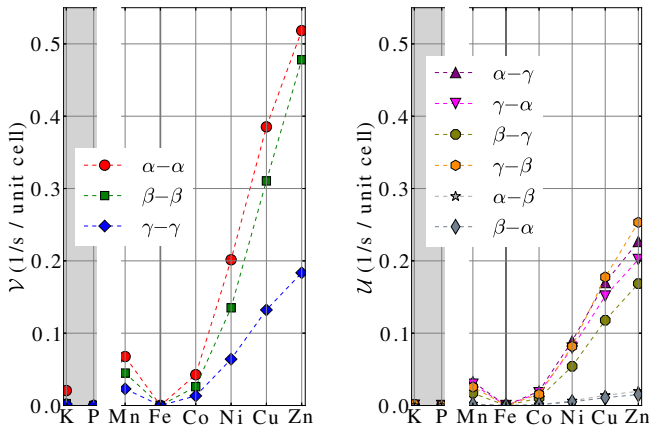 0.5
0.4
0.3
0.2
0.1
0.0
𝒱 (1/s / unit cell)
α−α
β−β
γ−γ
K P Mn Fe Co Ni Cu Zn
0.5
0.4
0.3
0.2
0.1
0.0
𝒰 (1/s / unit cell)
α−γ
γ−α
β−γ
γ−β
α−β
β−α
K P Mn Fe Co Ni Cu Zn